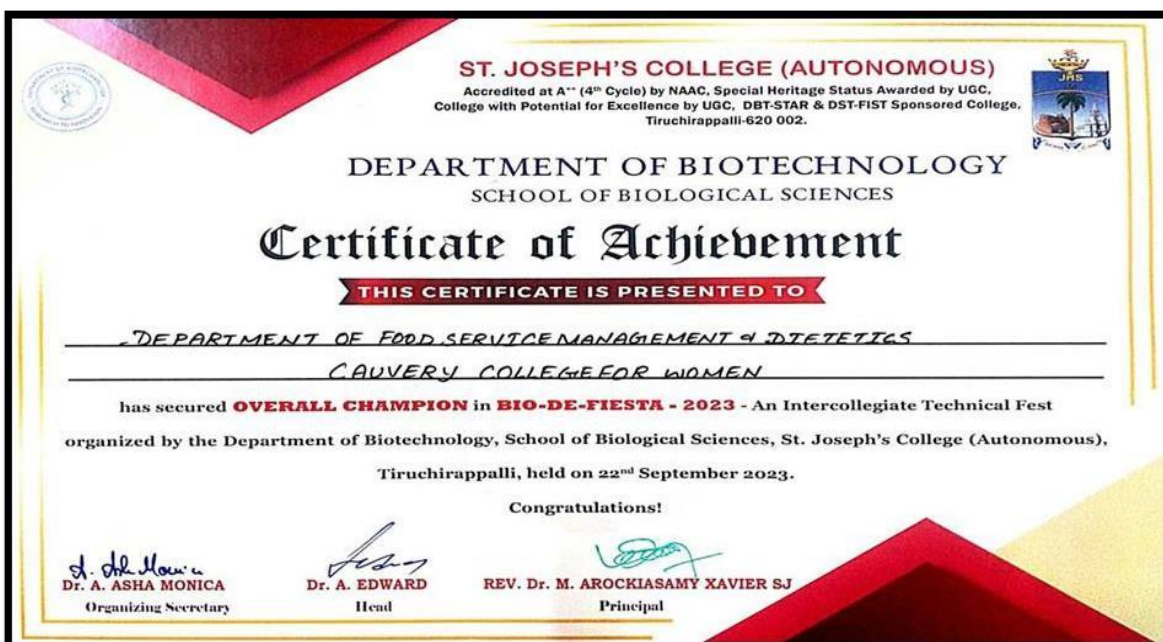 ST. JOSEPH'S COLLEGE (AUTONOMOUS)
Accredited at A⁺⁺ (4ᵗʰ Cycle) by NAAC, Special Heritage Status Awarded by UGC,
College with Potential for Excellence by UGC, DBT-STAR & DST-FIST Sponsored College,
Tiruchirappalli-620 002.
JHS
DEPARTMENT OF BIOTECHNOLOGY
SCHOOL OF BIOLOGICAL SCIENCES
Certificate of Achievement
THIS CERTIFICATE IS PRESENTED TO
DEPARTMENT OF FOOD SERVICE MANAGEMENT & DIETETICS
CAUVERY COLLEGE FOR WOMEN
has secured OVERALL CHAMPION in BIO-DE-FIESTA - 2023 - An Intercollegiate Technical Fest
organized by the Department of Biotechnology, School of Biological Sciences, St. Joseph's College (Autonomous),
Tiruchirappalli, held on 22ⁿᵈ September 2023.
Congratulations!
A. Asha Monica
Dr. A. ASHA MONICA
Organizing Secretary
Dr. A. EDWARD
Head
REV. Dr. M. AROCKIASAMY XAVIER SJ
Principal